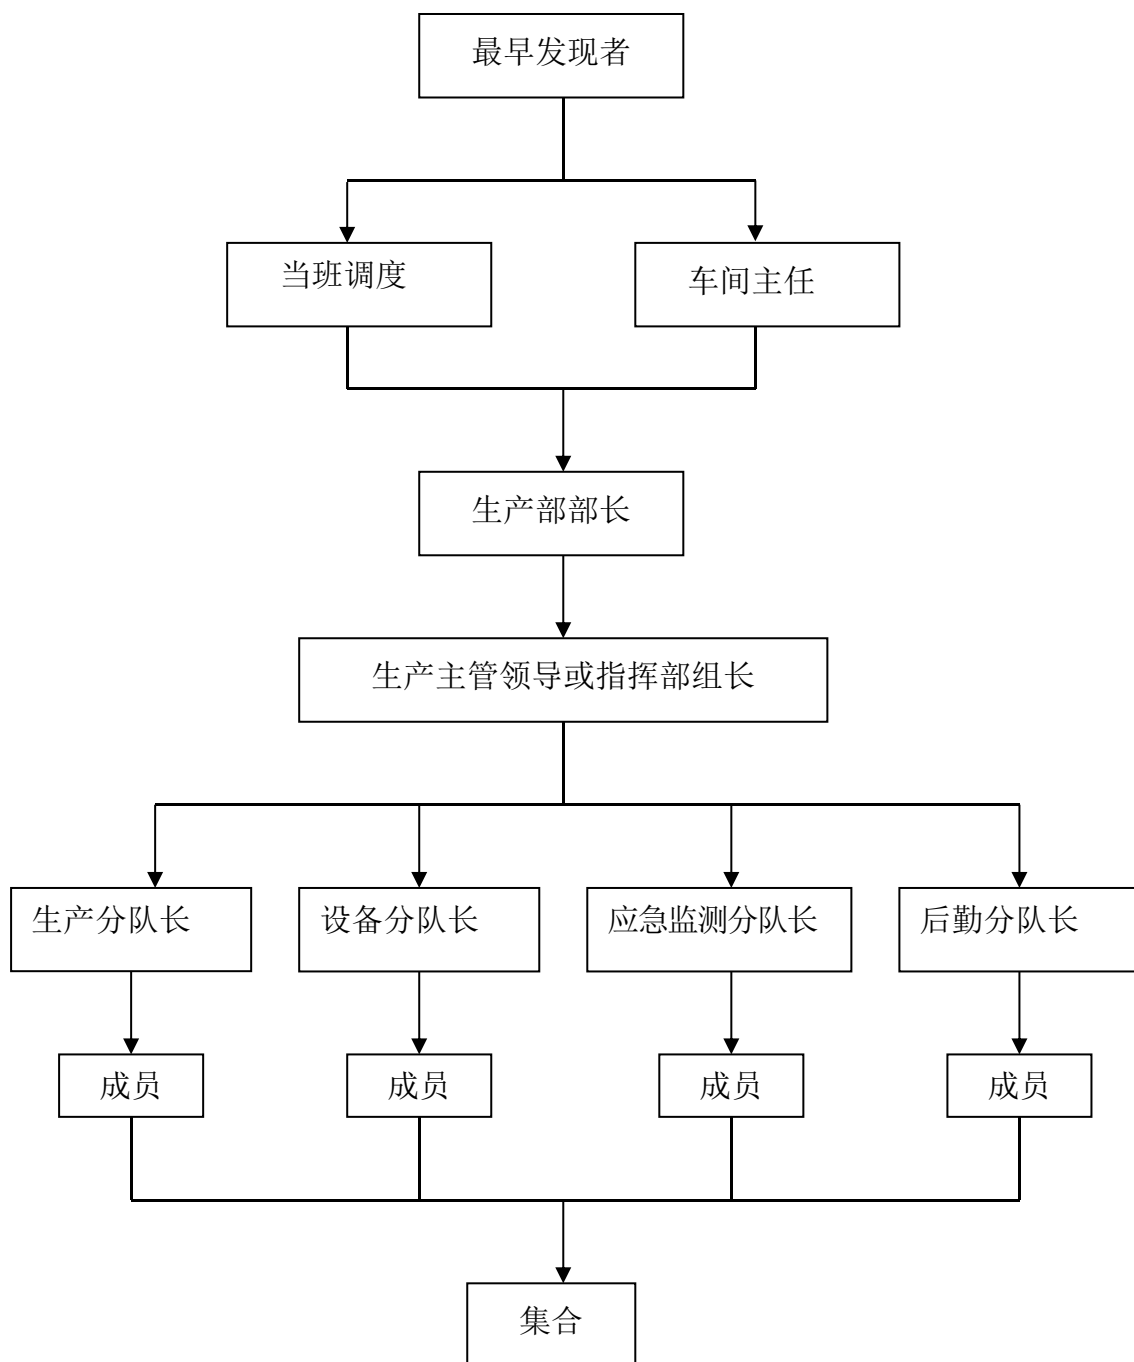 最早发现者
当班调度
车间主任
生产部部长
生产主管领导或指挥部组长
生产分队长
设备分队长
应急监测分队长
后勤分队长
成员
成员
成员
成员
集合